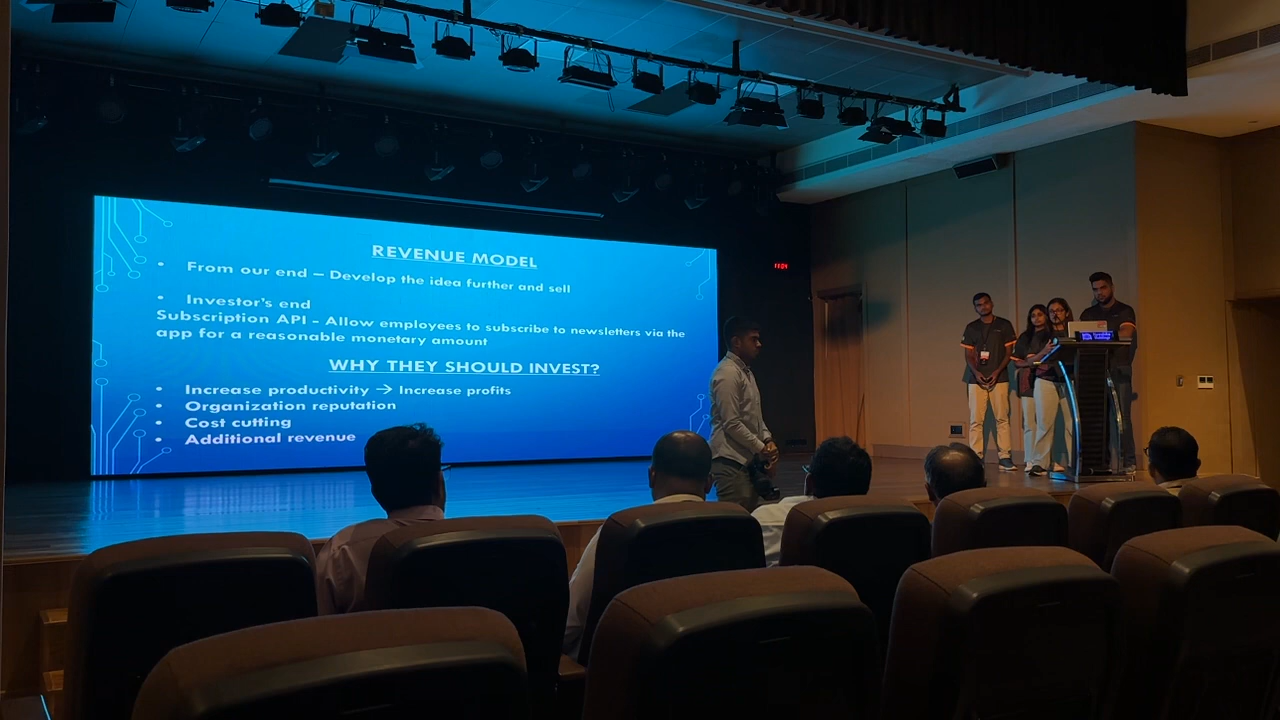 REVENUE MODEL
• From our end – Develop the idea further and sell
• Investor's end
Subscription API - Allow employees to subscribe to newsletters via the
app for a reasonable monetary amount
WHY THEY SHOULD INVEST?
• Increase productivity → Increase profits
• Organization reputation
• Cost cutting
• Additional revenue